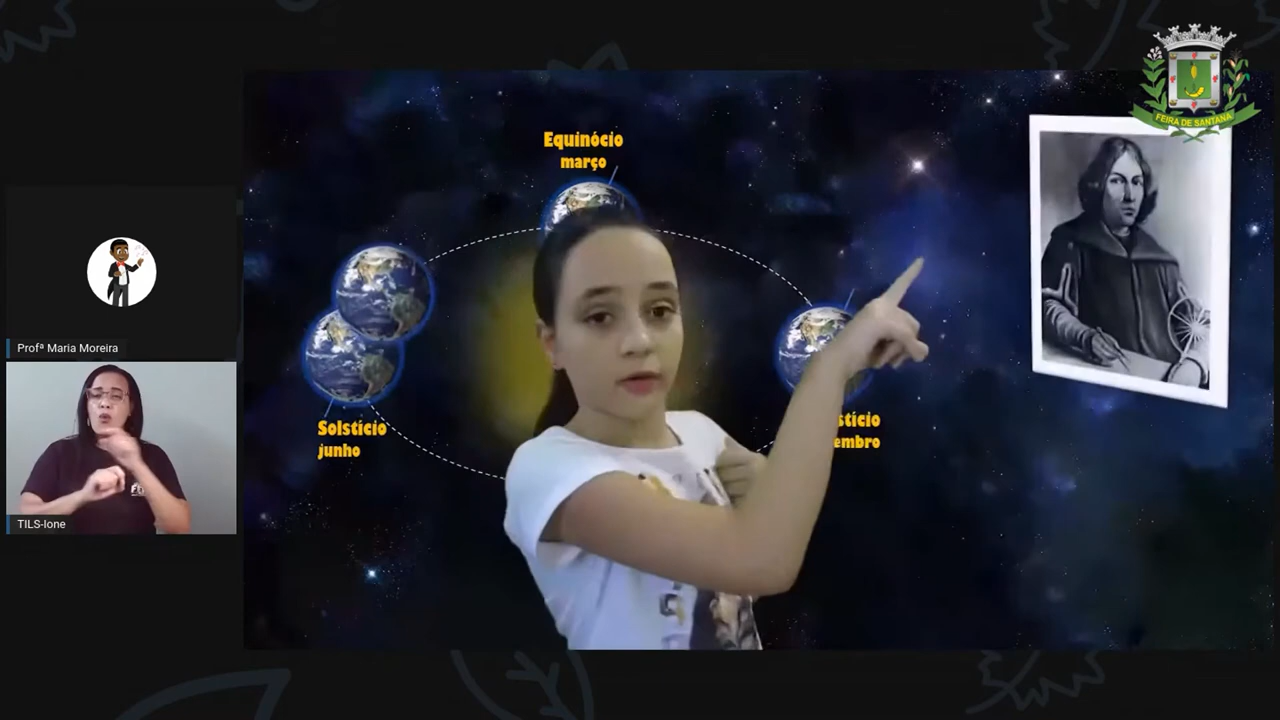 FEIRA DE SANTANA
Equinócio
março
Solstício
junho
stício
embro
Profª Maria Moreira
TILS-Ione